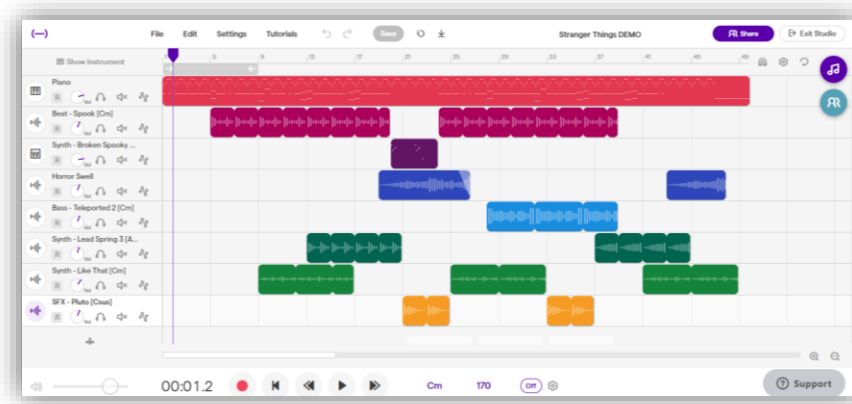 (—) File Edit Settings Tutorials Save Stranger Things DEMO Share Exit Studio
Show Instrument 5 9 13 17 21 25 29 33 37 41 45 49
Piano
R
Beat - Spook [Cm]
R
Synth - Broken Spooky ...
R
Horror Swell
R
Bass - Teleported 2 [Cm]
R
Synth - Lead Spring 3 [A...
R
Synth - Like That [Cm]
R
SFX - Pluto [Csus]
R
00:01.2 Cm 170 Off Support